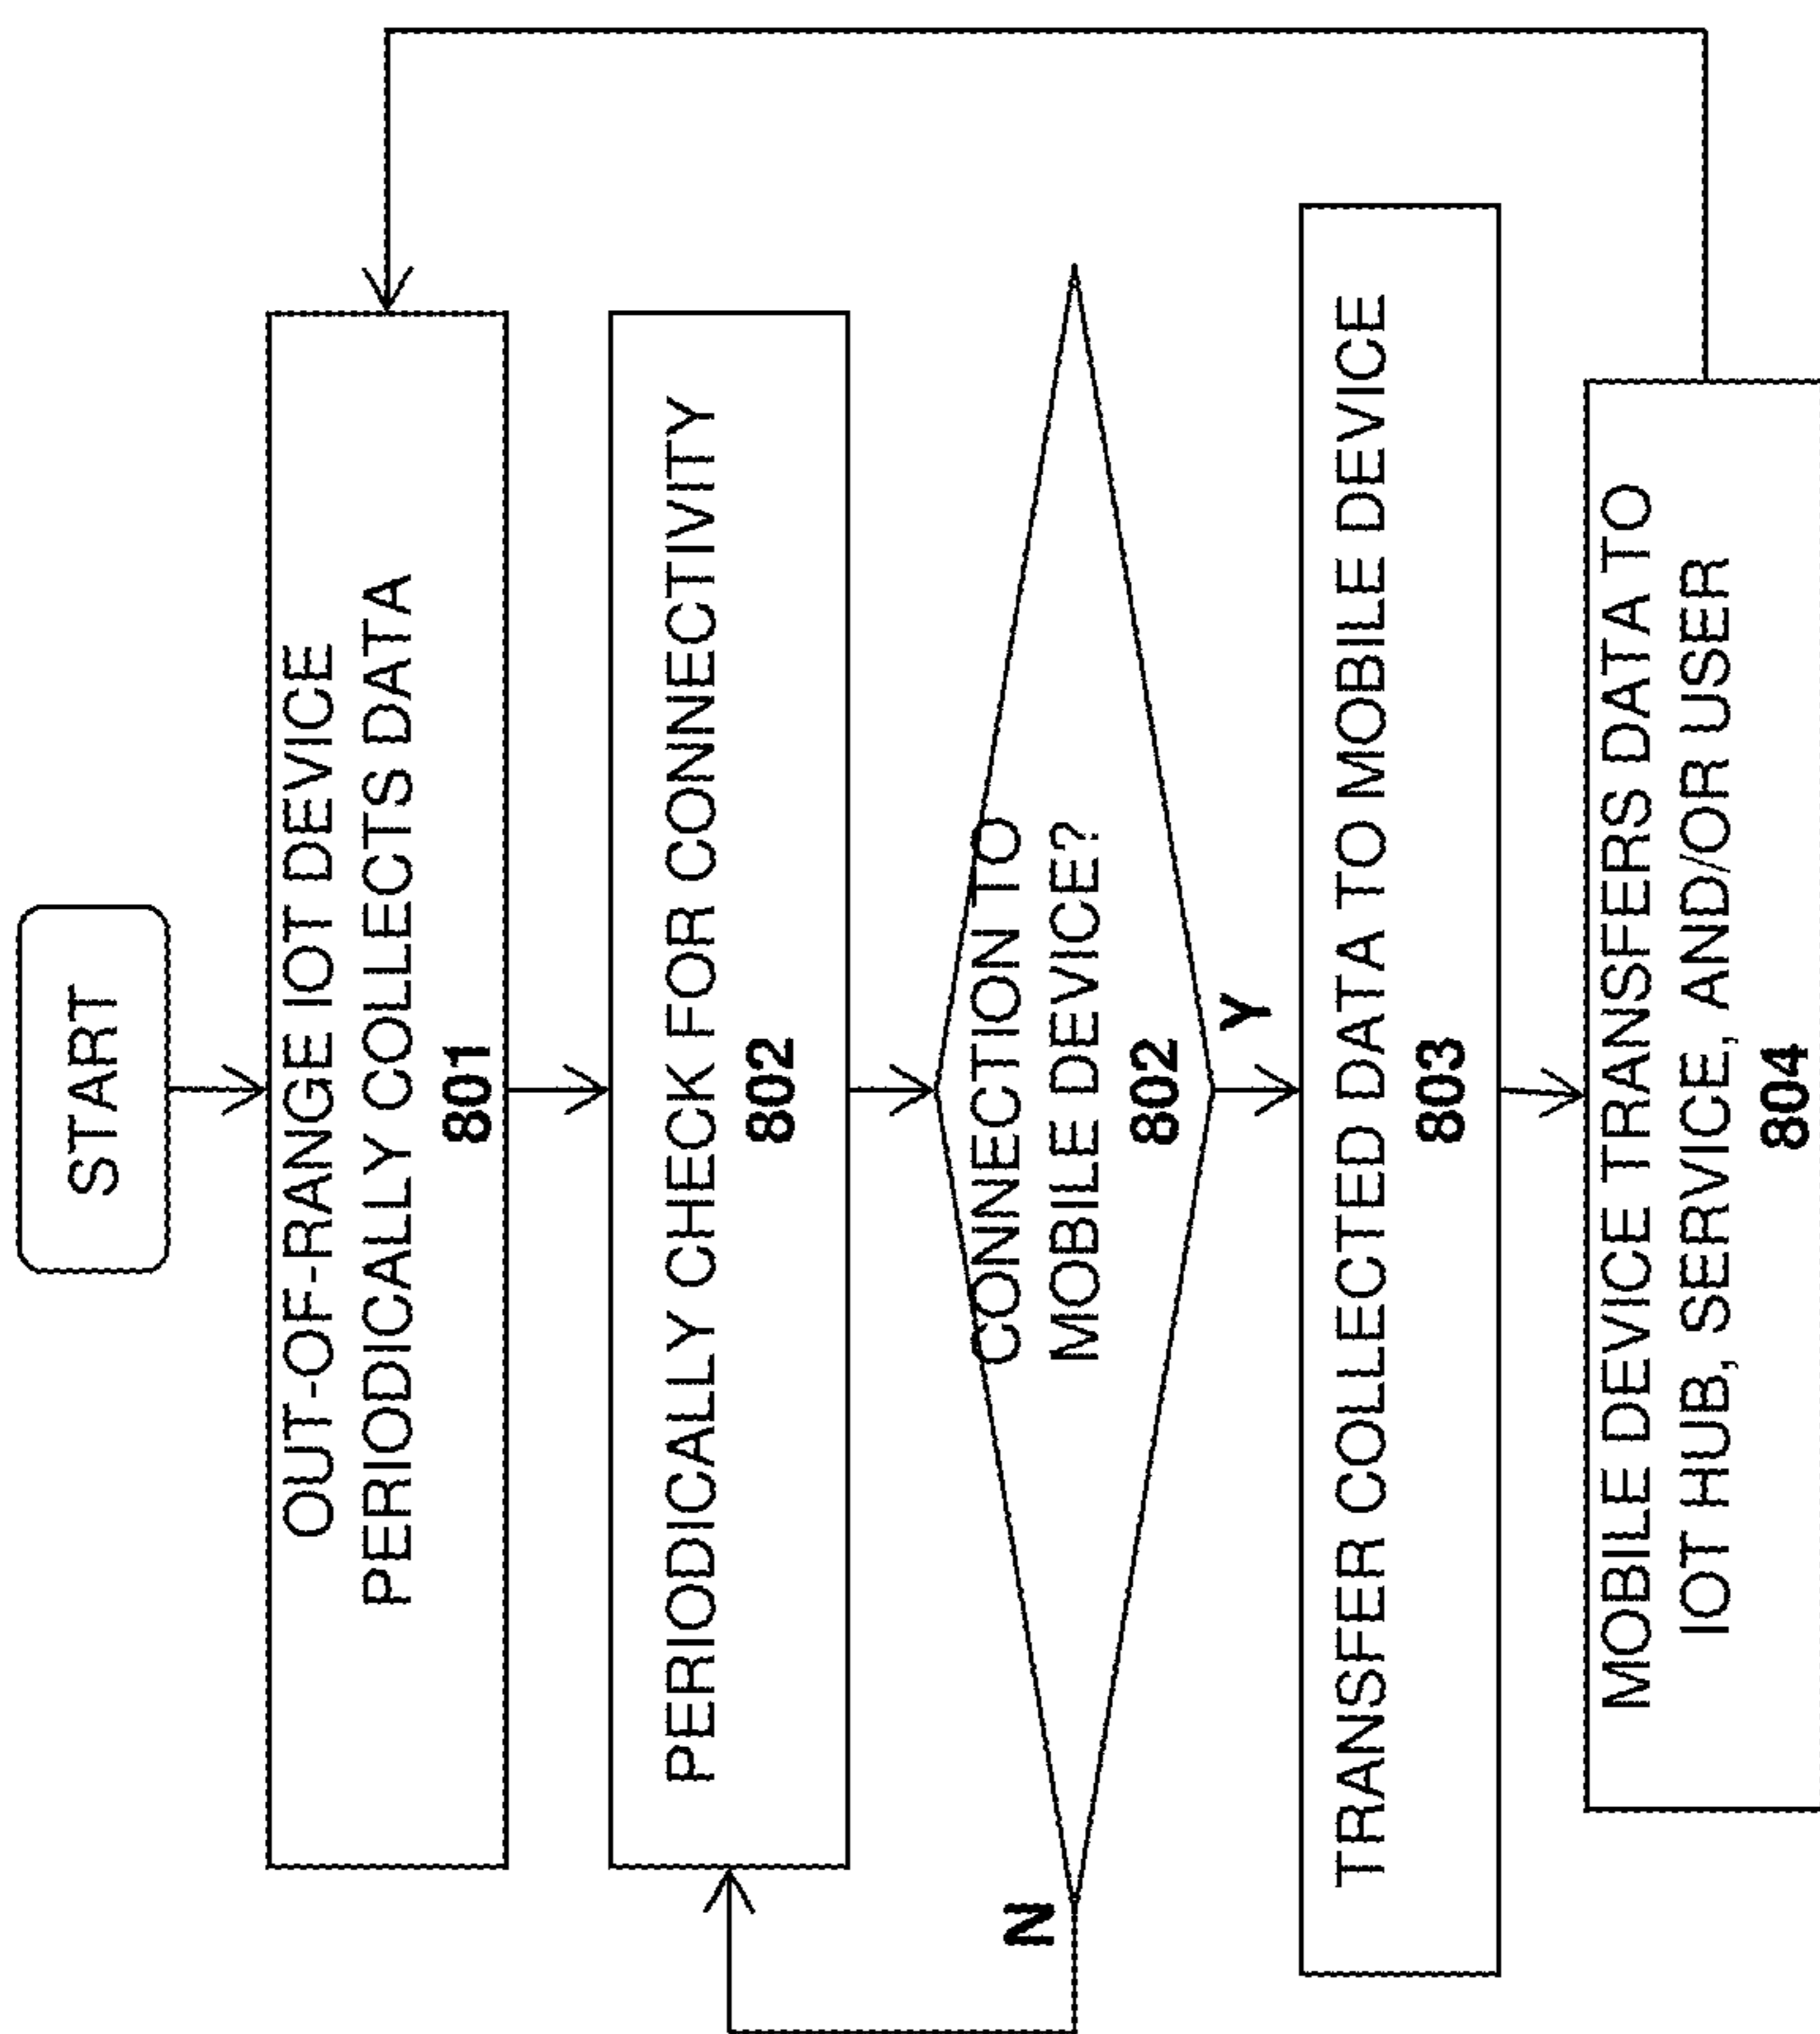 START
OUT-OF-RANGE IOT DEVICE
PERIODICALLY COLLECTS DATA
801
PERIODICALLY CHECK FOR CONNECTIVITY
802
CONNECTION TO
MOBILE DEVICE?
802
N
Y
TRANSFER COLLECTED DATA TO MOBILE DEVICE
803
MOBILE DEVICE TRANSFERS DATA TO
IOT HUB, SERVICE, AND/OR USER
804